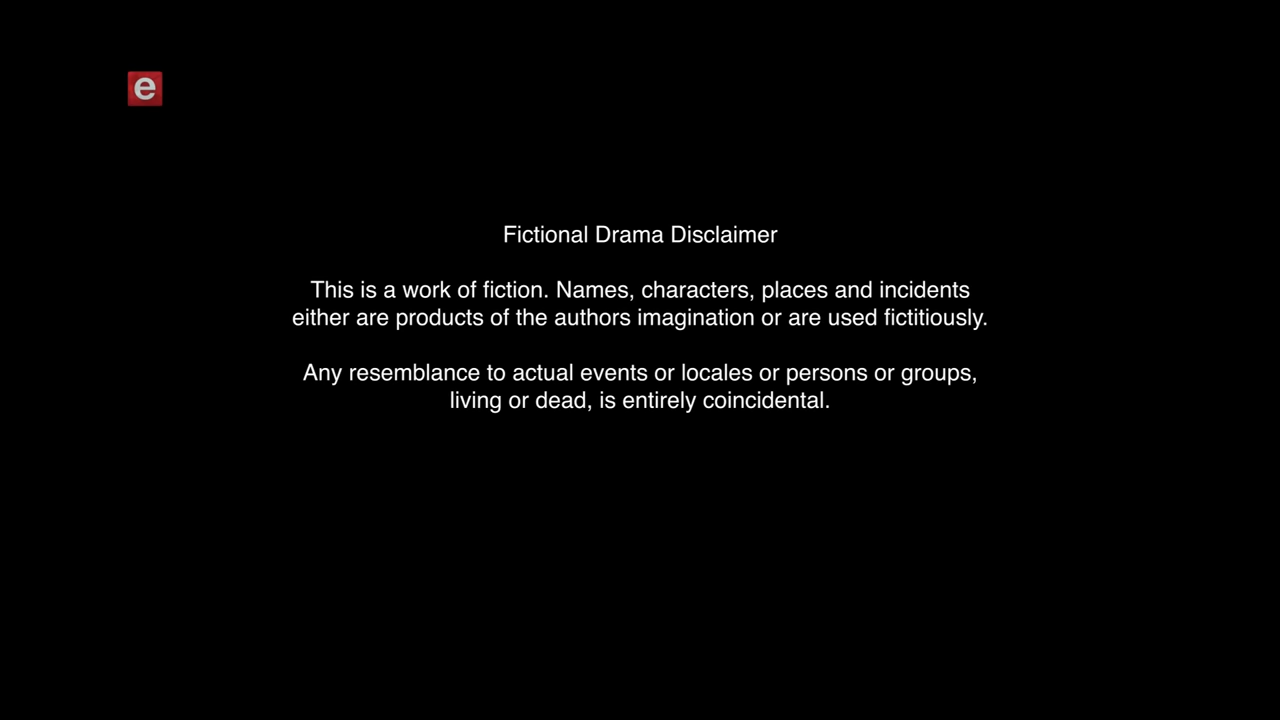 e
Fictional Drama Disclaimer
This is a work of fiction. Names, characters, places and incidents
either are products of the authors imagination or are used fictitiously.
Any resemblance to actual events or locales or persons or groups,
living or dead, is entirely coincidental.